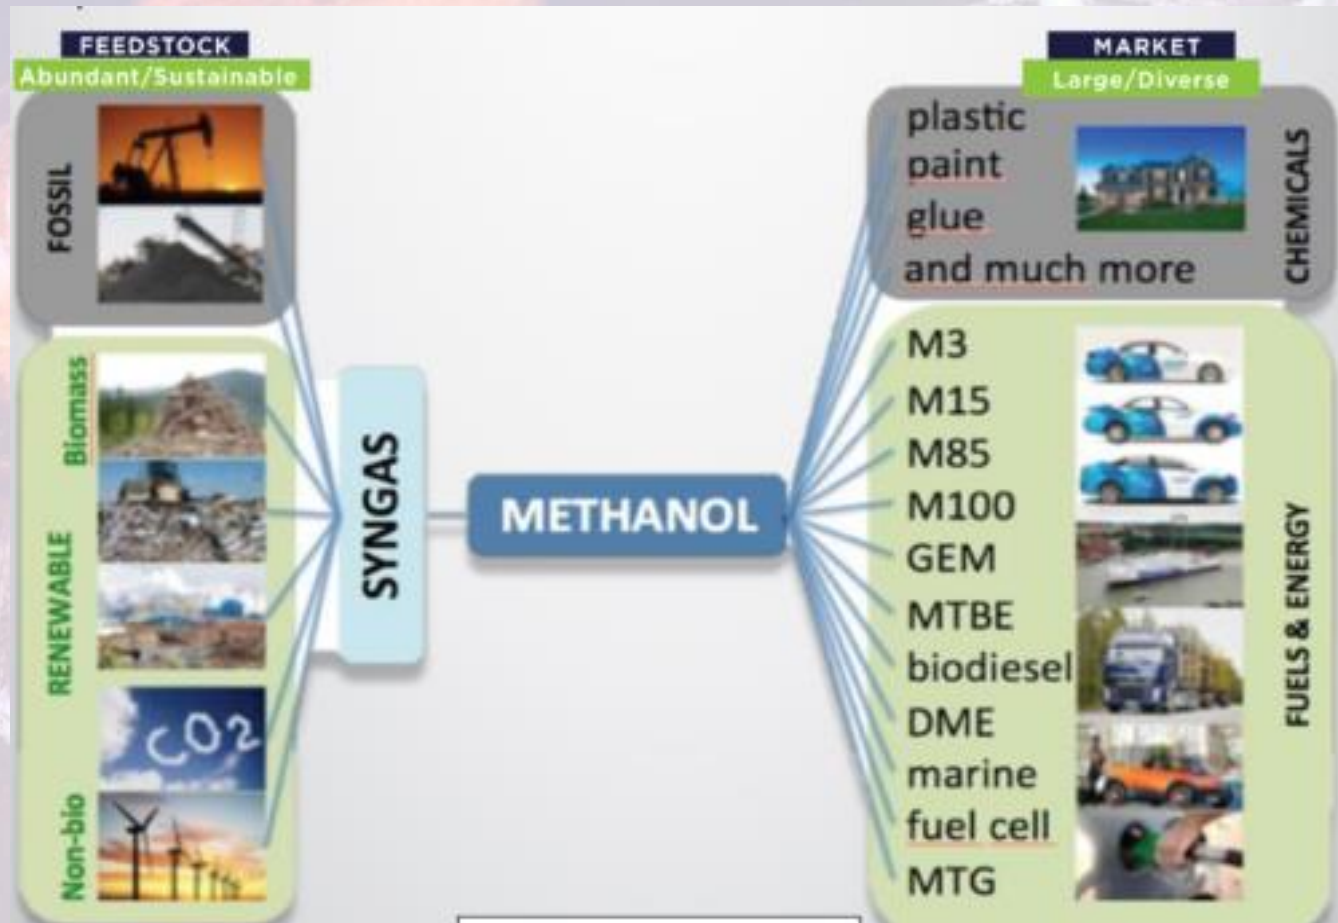 FEEDSTOCK
Abundant/Sustainable
FOSSIL
Biomass
RENEWABLE
Non-bio
CO2
SYNGAS
METHANOL
MARKET
Large/Diverse
plastic
paint
glue
and much more
CHEMICALS
M3
M15
M85
M100
GEM
MTBE
biodiesel
DME
marine
fuel cell
MTG
FUELS & ENERGY